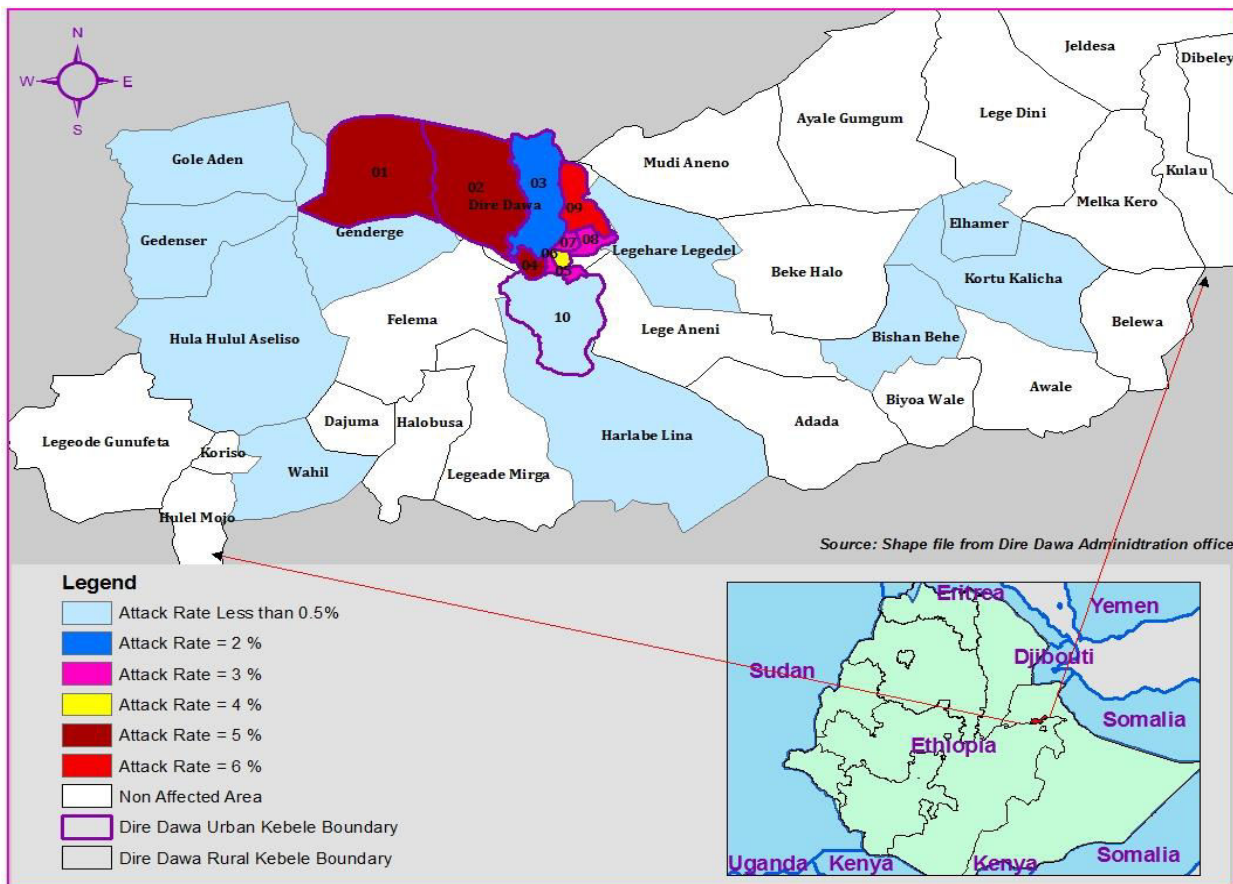 N
W
E
S
Jeldesa
Dibeley
Ayale Gumgum
Lege Dini
Gole Aden
Mudi Aneno
Kulau
01
02
03
Melka Kero
Dire Dawa
09
Gedenser
Genderge
07
08
Elhamer
06
Legehare Legedel
Beke Halo
04
05
Kortu Kalicha
10
Felema
Lege Aneni
Bishan Behe
Belewa
Hula Hulul Aseliso
Awale
Biyoa Wale
Dajuma
Halobusa
Adada
Legeode Gunufeta
Koriso
Harlabe Lina
Wahil
Legeade Mirga
Hulel Mojo
Source: Shape file from Dire Dawa Adminidtration office
Legend
Attack Rate Less than 0.5%
Attack Rate = 2 %
Attack Rate = 3 %
Attack Rate = 4 %
Attack Rate = 5 %
Attack Rate = 6 %
Non Affected Area
Dire Dawa Urban Kebele Boundary
Dire Dawa Rural Kebele Boundary
Eritrea
Yemen
Sudan
Djibouti
Somalia
Ethiopia
Uganda
Kenya
Kenya
Somalia